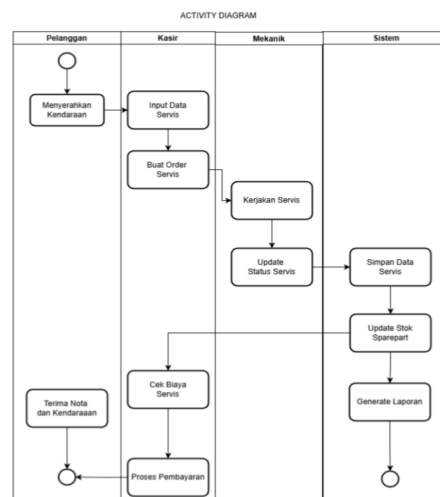 ACTIVITY DIAGRAM
Pelanggan
Kasir
Mekanik
Sistem
Menyerahkan
Kendaraan
Input Data
Servis
Buat Order
Servis
Kerjakan Servis
Update
Status Servis
Simpan Data
Servis
Update Stok
Sparepart
Cek Biaya
Servis
Generate Laporan
Terima Nota
dan Kendaraaan
Proses Pembayaran